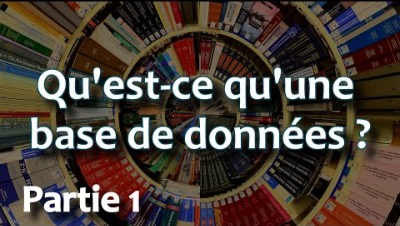 Qu'est-ce qu'une
base de données ?
Partie 1